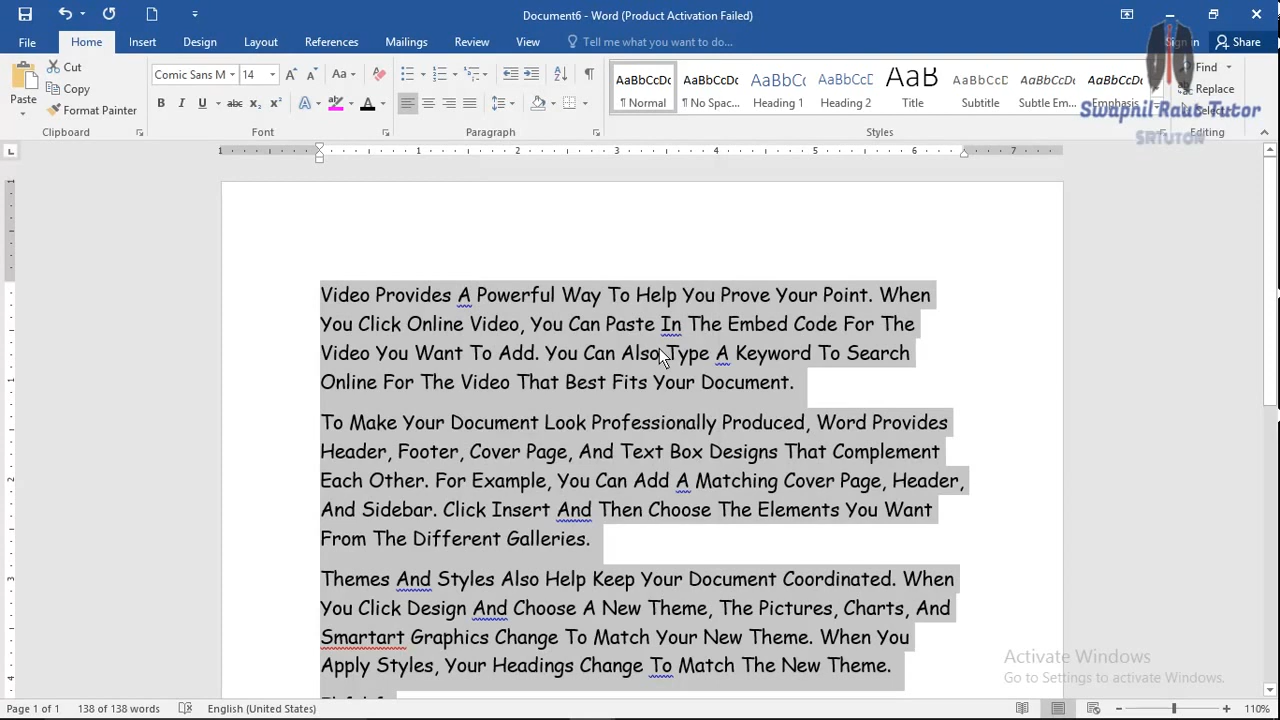 Document6 - Word (Product Activation Failed)
File Home Insert Design Layout References Mailings Review View Tell me what you want to do... Sign in Share
Paste
Cut
Copy
Format Painter
Clipboard
Comic Sans M 14
Font
Paragraph
AaBbCcDc AaBbCcDc AaBbCc AaBbCcD AaB AaBbCcD AaBbCcDc AaBbCcDc
¶ Normal ¶ No Spac... Heading 1 Heading 2 Title Subtitle Subtle Em... Emphasis
Styles
Find
Replace
Select
Editing
Swapnil Raut Tutor
SRTUTOR
Video Provides A Powerful Way To Help You Prove Your Point. When
You Click Online Video, You Can Paste In The Embed Code For The
Video You Want To Add. You Can Also Type A Keyword To Search
Online For The Video That Best Fits Your Document.
To Make Your Document Look Professionally Produced, Word Provides
Header, Footer, Cover Page, And Text Box Designs That Complement
Each Other. For Example, You Can Add A Matching Cover Page, Header,
And Sidebar. Click Insert And Then Choose The Elements You Want
From The Different Galleries.
Themes And Styles Also Help Keep Your Document Coordinated. When
You Click Design And Choose A New Theme, The Pictures, Charts, And
Smartart Graphics Change To Match Your New Theme. When You
Apply Styles, Your Headings Change To Match The New Theme.
Activate Windows
Go to Settings to activate Windows.
Page 1 of 1 138 of 138 words English (United States) 110%